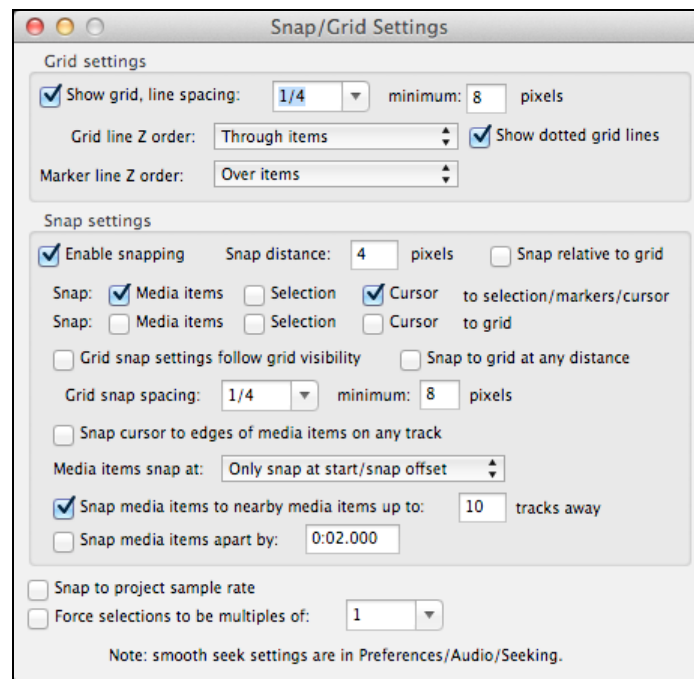 Snap/Grid Settings
Grid settings
Show grid, line spacing: 1/4 minimum: 8 pixels
Grid line Z order: Through items Show dotted grid lines
Marker line Z order: Over items
Snap settings
Enable snapping Snap distance: 4 pixels Snap relative to grid
Snap: Media items Selection Cursor to selection/markers/cursor
Snap: Media items Selection Cursor to grid
Grid snap settings follow grid visibility Snap to grid at any distance
Grid snap spacing: 1/4 minimum: 8 pixels
Snap cursor to edges of media items on any track
Media items snap at: Only snap at start/snap offset
Snap media items to nearby media items up to: 10 tracks away
Snap media items apart by: 0:02.000
Snap to project sample rate
Force selections to be multiples of: 1
Note: smooth seek settings are in Preferences/Audio/Seeking.